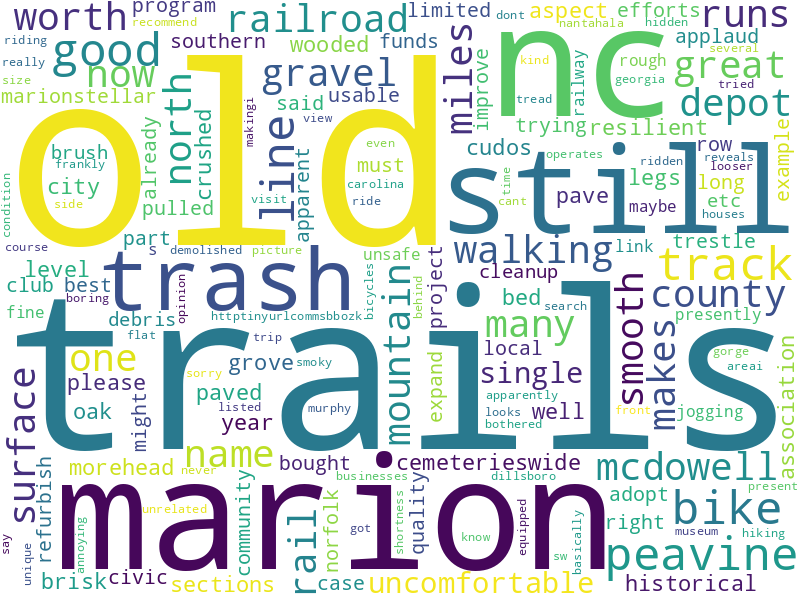 worth
program
recommend
railroad
limited
dont
aspect
efforts
hidden
nantahala
runs
riding
really
good
southern
wooded
funds
several
applaud
size
now
gravel
miles
nc
kind
rough
great
tried
marionstellar
north
said
usable
improve
tread
railway
georgia
depot
old
makingi
view
trying
resilient
brush
frankly
already
crushed
line
apparent
even
must
carolina
ride
cudos
operates
row
reveals
looser
example
city
side
condition
pulled
visit
still
time
cant
pave
ridden
maybe
legs
long
etc
houses
course
part
s
demolished
picture
unsafe
walking
link
trestle
level
club
best
boring
trash
opinion
bicycles
mountain
behind
project
cleanup
bed
search
track
county
fine
debris
flat
httptinyurlcommsbbozk
many
smooth
makes
presently
trails
one
trip
grove
smoky
expand
local
apparently
single
gorge
areai
association
please
sorry
paved
listed
murphy
looks
bothered
well
front
jogging
surface
oak
might
year
name
morehead
never
bought
cemeterieswide
mcdowell
refurbish
marion
community
businesses
dillsboro
quality
adopt
present
unrelated
rail
norfolk
got
shortness
know
equipped
right
bike
museum
hiking
say
unique
annoying
brisk
civic
sections
case
uncomfortable
sw
basically
peavine
historical